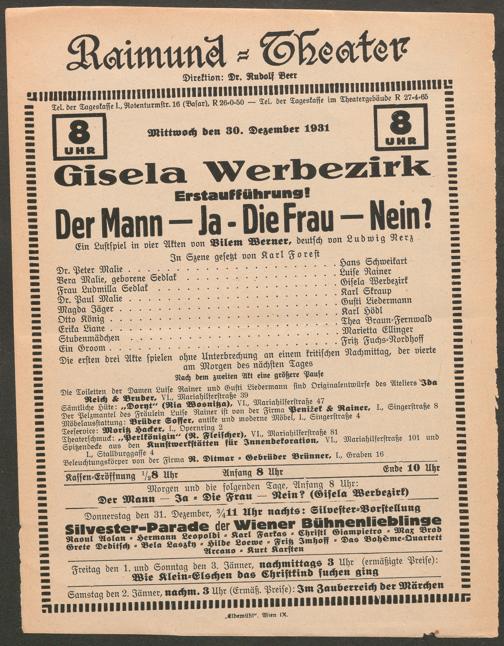 Raimund-Theater
Direktion: Dr. Rudolf Beer
Tel. der Tageskasse I., Rotenturmstr. 16 (Basar), R 26-0-50 — Tel. der Tageskasse im Theatergebäude R 27-4-65
8 UHR
Mittwoch den 30. Dezember 1931
8 UHR
Gisela Werbezirk
Erstaufführung!
Der Mann — Ja - Die Frau — Nein?
Ein Lustspiel in vier Akten von Vilem Werner, deutsch von Ludwig Nerz
In Szene gesetzt von Karl Forest
Dr. Peter Malie . . . Hans Schweikart
Vera Malie, geborene Sedlak . . . Luise Rainer
Frau Ludmilla Sedlak . . . Gisela Werbezirk
Dr. Paul Malie . . . Karl Skraup
Magda Jäger . . . Gusti Liedermann
Otto König . . . Karl Hödl
Erika Liane . . . Thea Braun-Fernwald
Stubenmädchen . . . Marietta Ellinger
Ein Groom . . . Fritz Fuchs-Nordhoff
Die ersten drei Akte spielen ohne Unterbrechung an einem kritischen Nachmittag, der vierte
am Morgen des nächsten Tages
Nach dem zweiten Akt eine größere Pause
Die Toiletten der Damen Luise Rainer und Gusti Liedermann sind Originalentwürfe des Ateliers Ida
Reich & Bruder, VI., Mariahilferstraße 39
Sämtliche Hüte: „Dorny“ (Ria Wosnitza), VI., Mariahilferstraße 47
Der Pelzmantel des Fräulein Luise Rainer ist von der Firma Penizek & Rainer, I., Singerstraße 8
Möbelausstattung: Brüder Soffer, antike und moderne Möbel, I., Singerstraße 4
Teeservice: Moritz Hacker, I., Opernring 2
Theaterschmuck: „Perlkönigin“ (R. Fleischer), VI., Mariahilferstraße 81
Spitzendecke aus den Kunstwerkstätten für Innendekoration, VI., Mariahilferstraße 101 und
I., Stallburggasse 4
Beleuchtungskörper von der Firma R. Ditmar - Gebrüder Brünner, I., Graben 16
Kassen-Eröffnung ½8 Uhr Anfang 8 Uhr Ende 10 Uhr
Morgen und die folgenden Tage, Anfang 8 Uhr:
Der Mann — Ja - Die Frau — Nein? (Gisela Werbezirk)
Donnerstag den 31. Dezember, ¾11 Uhr nachts: Silvester-Vorstellung
Silvester-Parade der Wiener Bühnenlieblinge
Raoul Aslan - Hermann Leopoldi - Karl Farkas - Christl Giampietro - Max Brod
Grete Deditsch - Bela Laszky - Hilde Loewe - Fritz Imhoff - Das Bohème-Quartett
Arcano - Kurt Karsten
Freitag den 1. und Sonntag den 3. Jänner, nachmittags 3 Uhr (ermäßigte Preise):
Wie Klein-Elschen das Christkind suchen ging
Samstag den 2. Jänner, nachm. 3 Uhr (Ermäß. Preise): Im Zauberreich der Märchen
„Elbemühl“, Wien IX.